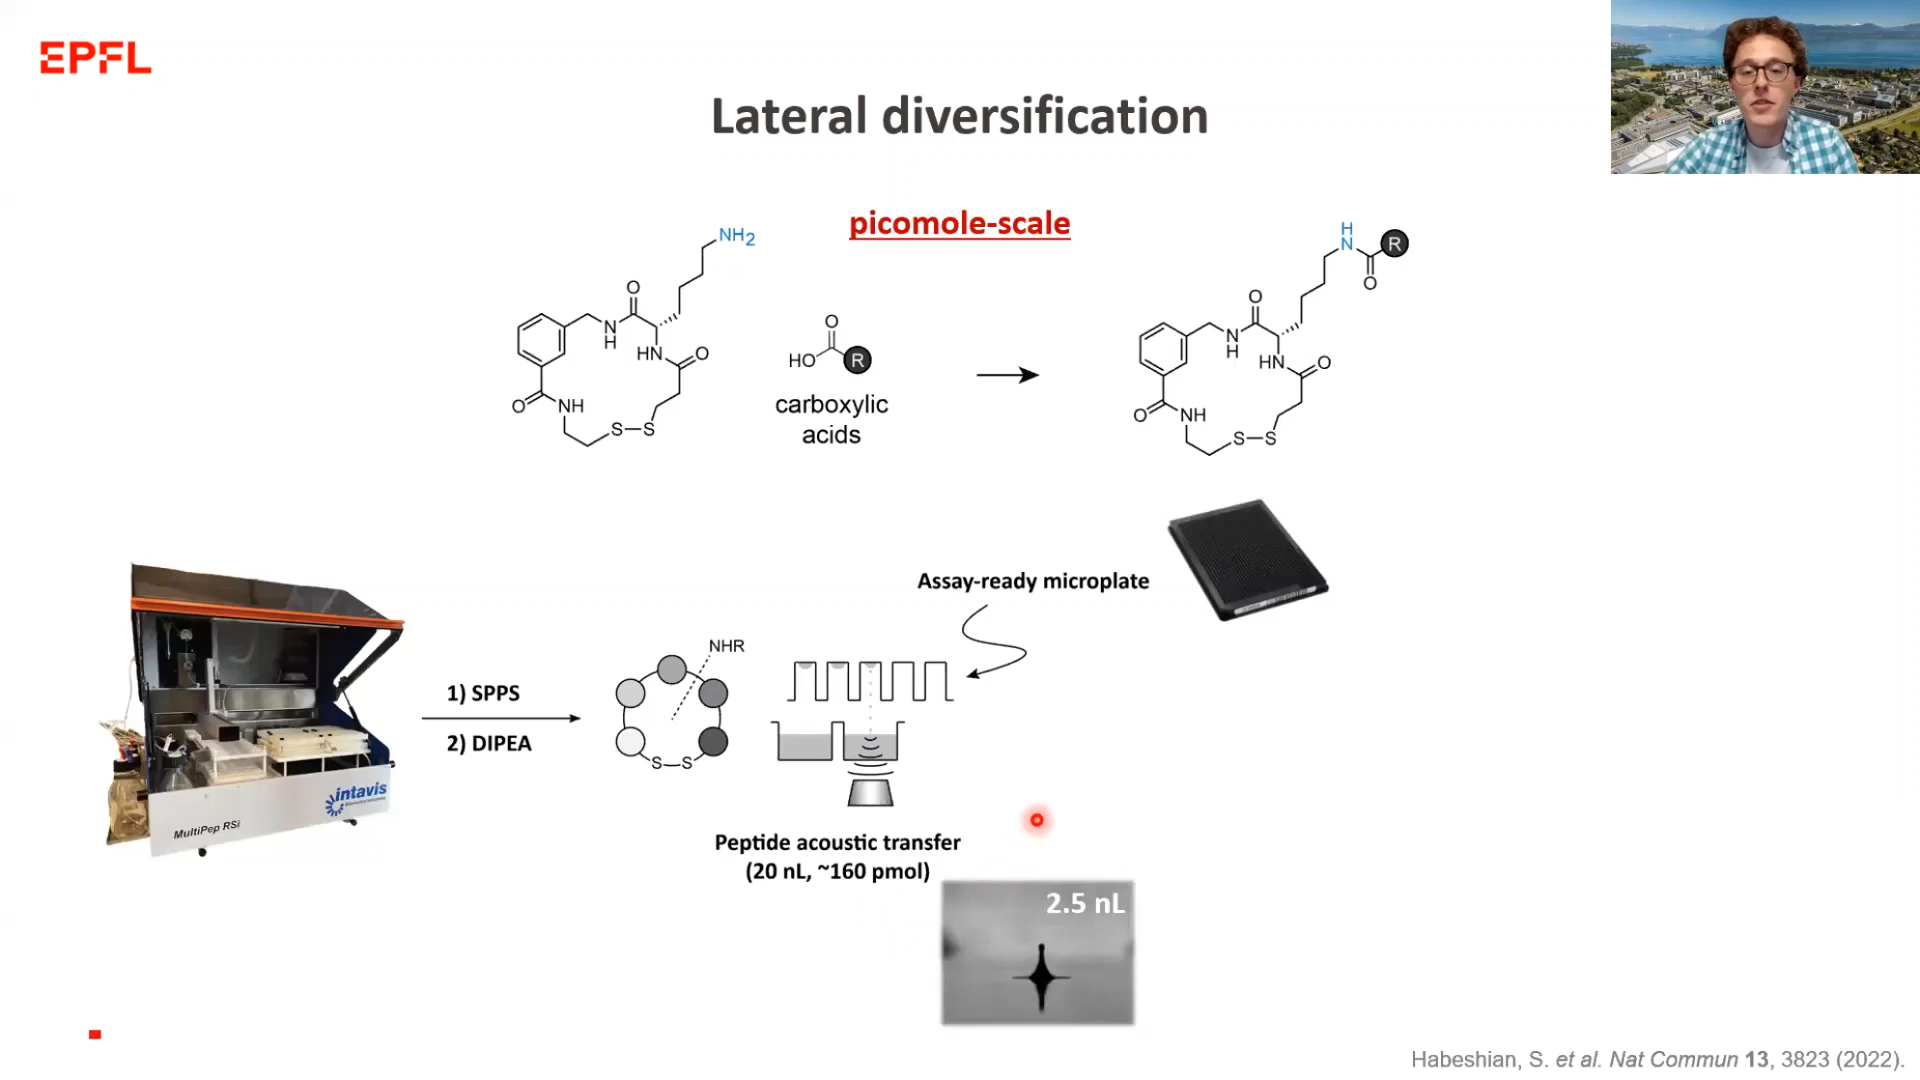 EPFL
Lateral diversification
picomole-scale
NH2
O
N
H
HN
O
O
NH
S
S
O
HO
R
carboxylic
acids
H
N
R
O
O
N
H
HN
O
O
NH
S
S
Assay-ready microplate
1) SPPS
2) DIPEA
NHR
S
S
intavis
MultiPep RSi
Peptide acoustic transfer
(20 nL, ~160 pmol)
2.5 nL
Habeshian, S. et al. Nat Commun 13, 3823 (2022).